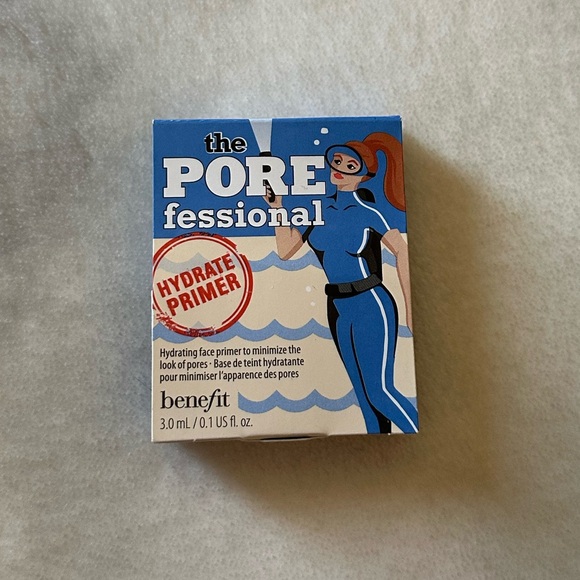 the
PORE
fessional
HYDRATE
PRIMER
Hydrating face primer to minimize the
look of pores • Base de teint hydratante
pour minimiser l'apparence des pores
benefit
3.0 mL / 0.1 US fl. oz.